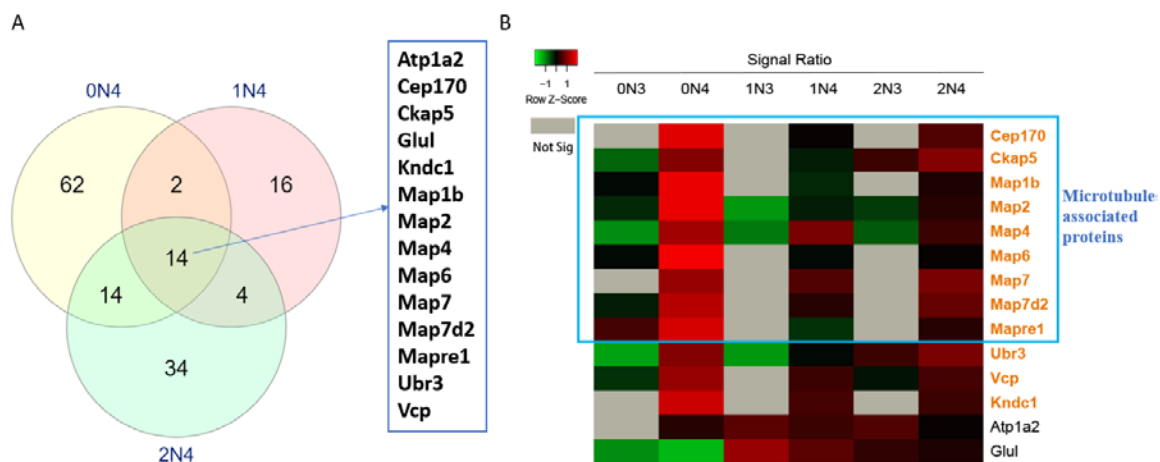 A
0N4
1N4
62
2
16
14
14
4
34
2N4
Atp1a2
Cep170
Ckap5
Glul
Kndc1
Map1b
Map2
Map4
Map6
Map7
Map7d2
Mapre1
Ubr3
Vcp
B
−1 1
Row Z-Score
Not Sig
Signal Ratio
0N3 0N4 1N3 1N4 2N3 2N4
Cep170
Ckap5
Map1b
Map2
Map4
Map6
Map7
Map7d2
Mapre1
Ubr3
Vcp
Kndc1
Atp1a2
Glul
Microtubule-
associated
proteins